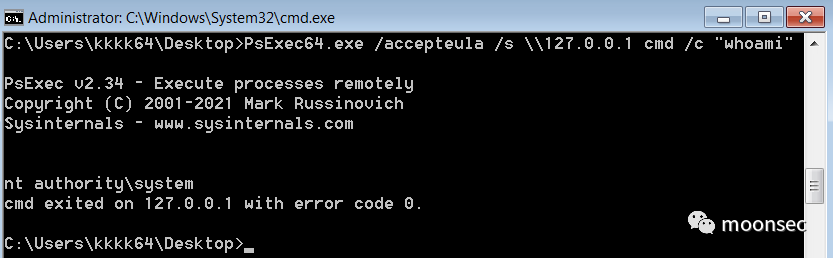 Administrator: C:\Windows\System32\cmd.exe
C:\Users\kkkk64\Desktop>PsExec64.exe /accepteula /s \\127.0.0.1 cmd /c "whoami"
PsExec v2.34 - Execute processes remotely
Copyright (C) 2001-2021 Mark Russinovich
Sysinternals - www.sysinternals.com
nt authority\system
cmd exited on 127.0.0.1 with error code 0.
moonsec
C:\Users\kkkk64\Desktop>_